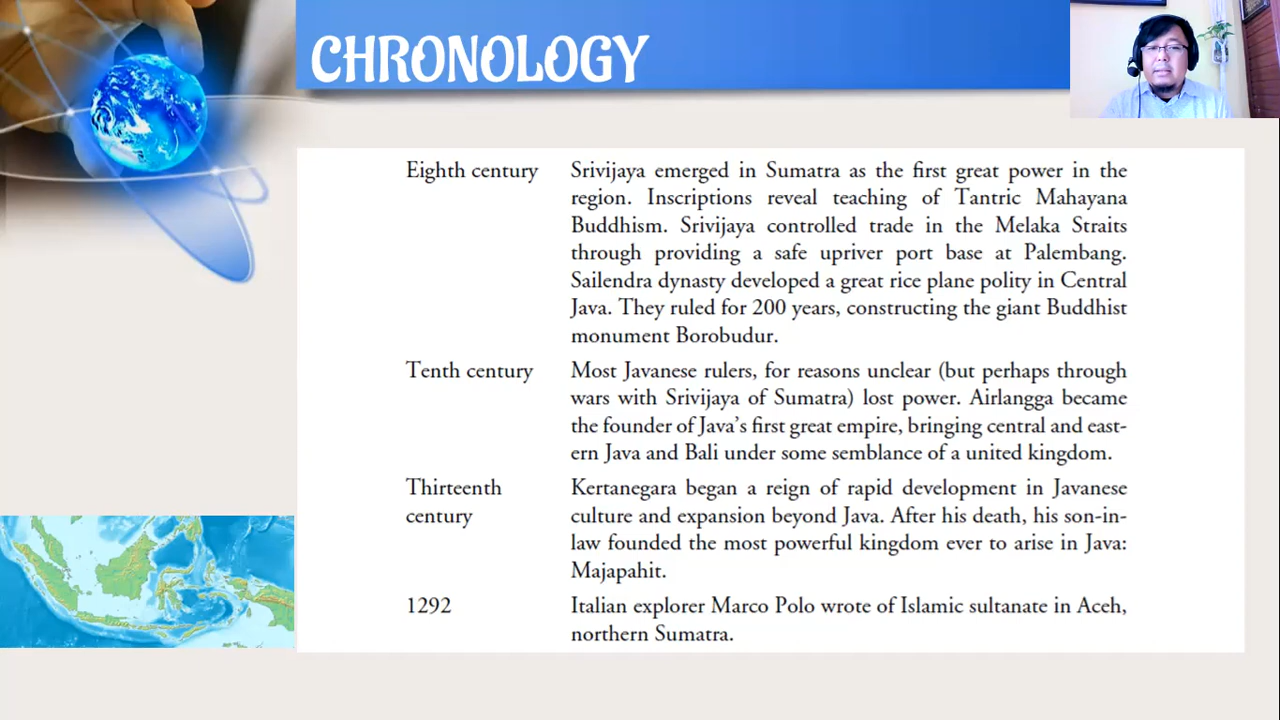 CHRONOLOGY
Eighth century
Srivijaya emerged in Sumatra as the first great power in the
region. Inscriptions reveal teaching of Tantric Mahayana
Buddhism. Srivijaya controlled trade in the Melaka Straits
through providing a safe upriver port base at Palembang.
Sailendra dynasty developed a great rice plane polity in Central
Java. They ruled for 200 years, constructing the giant Buddhist
monument Borobudur.
Tenth century
Most Javanese rulers, for reasons unclear (but perhaps through
wars with Srivijaya of Sumatra) lost power. Airlangga became
the founder of Java's first great empire, bringing central and east-
ern Java and Bali under some semblance of a united kingdom.
Thirteenth
century
Kertanegara began a reign of rapid development in Javanese
culture and expansion beyond Java. After his death, his son-in-
law founded the most powerful kingdom ever to arise in Java:
Majapahit.
1292
Italian explorer Marco Polo wrote of Islamic sultanate in Aceh,
northern Sumatra.